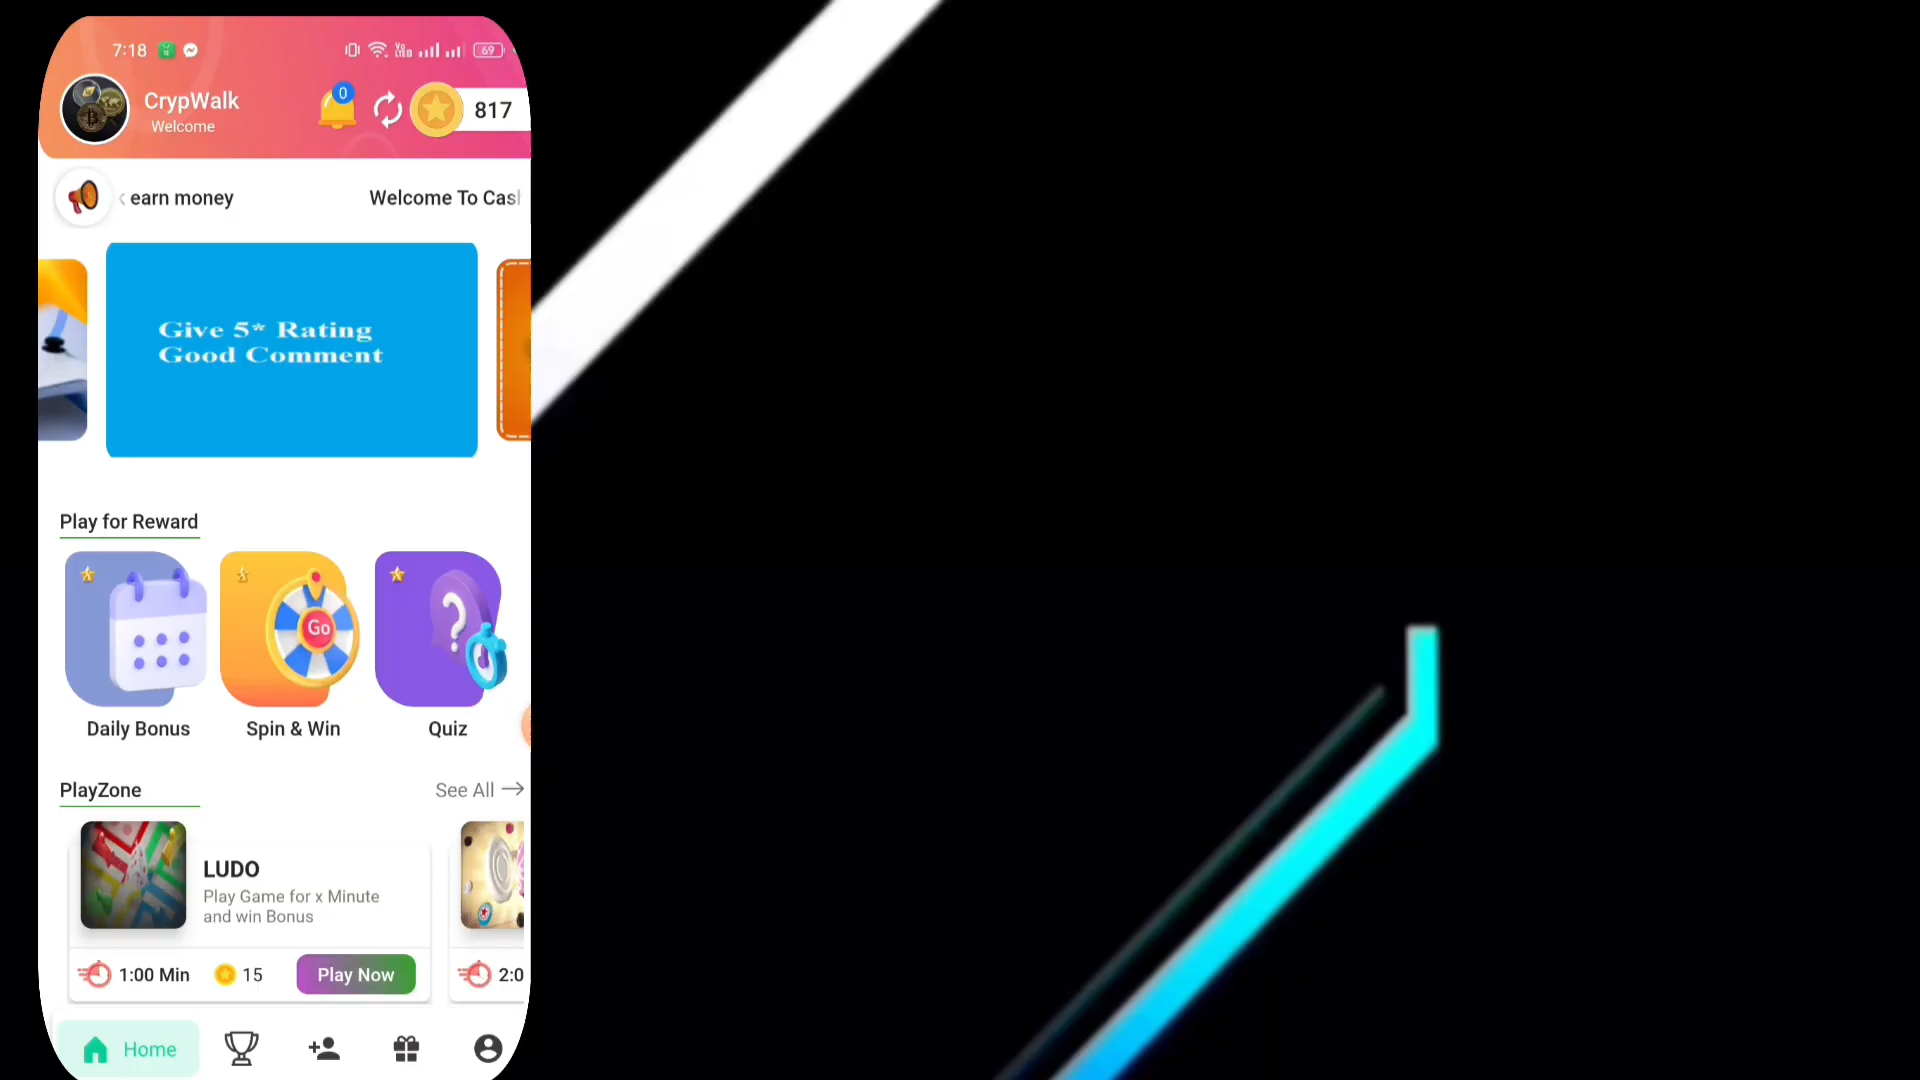 7:18
69
CrypWalk
Welcome
0
817
earn money
Welcome To Cash
Give 5* Rating
Good Comment
Play for Reward
Go
Daily Bonus
Spin & Win
Quiz
PlayZone
See All
LUDO
Play Game for x Minute
and win Bonus
1:00 Min
15
Play Now
2:0
Home